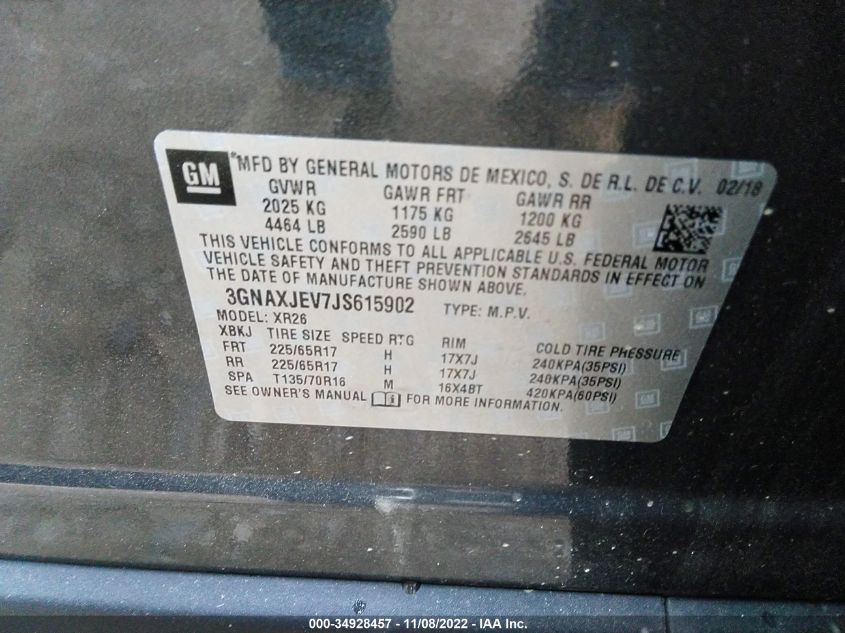 GM *MFD BY GENERAL MOTORS DE MEXICO, S. DE R.L. DE C.V. 02/18
GVWR GAWR FRT GAWR RR
2025 KG 1175 KG 1200 KG
4464 LB 2590 LB 2645 LB
THIS VEHICLE CONFORMS TO ALL APPLICABLE U.S. FEDERAL MOTOR
VEHICLE SAFETY AND THEFT PREVENTION STANDARDS IN EFFECT ON
THE DATE OF MANUFACTURE SHOWN ABOVE.
3GNAXJEV7JS615902 TYPE: M.P.V.
MODEL: XR26
XBKJ TIRE SIZE SPEED RTG RIM COLD TIRE PRESSURE
FRT 225/65R17 H 17X7J 240KPA(35PSI)
RR 225/65R17 H 17X7J 240KPA(35PSI)
SPA T135/70R16 M 16X4BT 420KPA(60PSI)
SEE OWNER'S MANUAL FOR MORE INFORMATION.
000-34928457 - 11/08/2022 - IAA Inc.